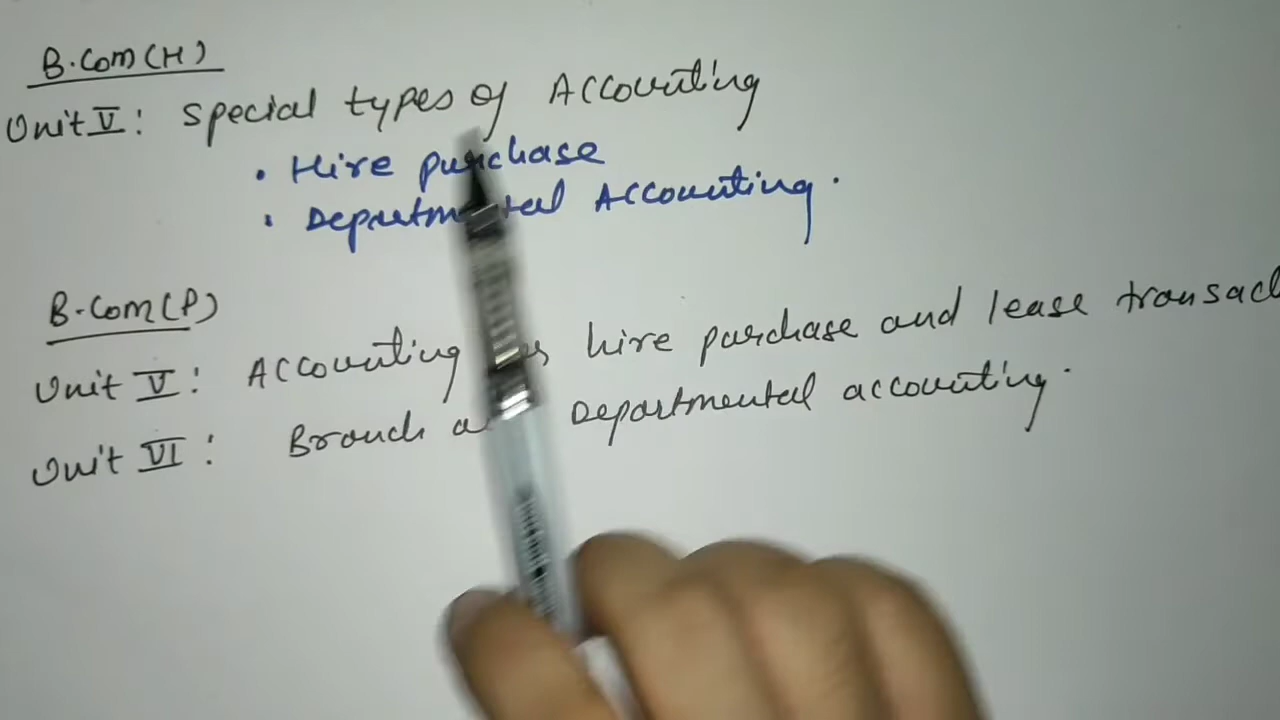 B.Com(H)
Unit V: Special types of Accounting
• Hire purchase
• Departmental Accounting.
B.Com(P)
Unit V: Accounting hire purchase and lease transac
Unit VI: Branch a Departmental accounting.